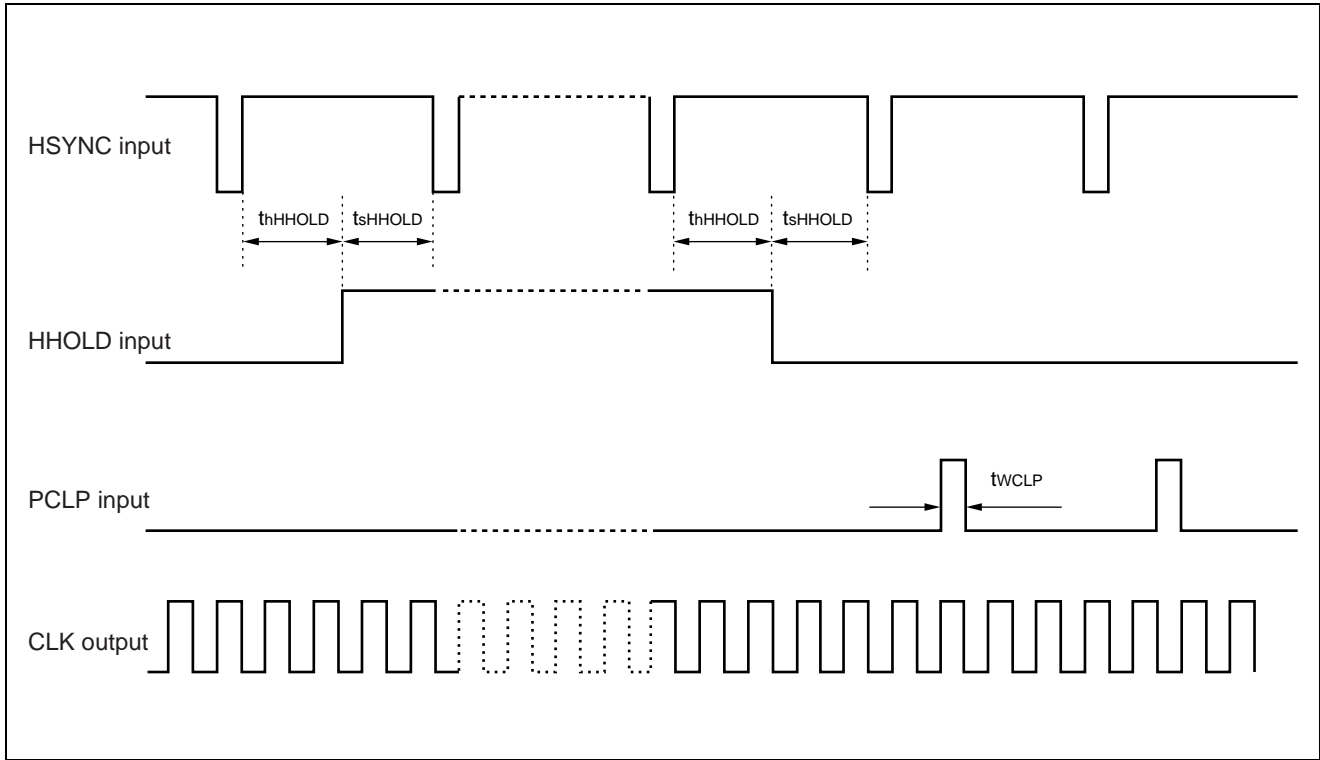 HSYNC input
thHHOLD tsHHOLD thHHOLD tsHHOLD
HHOLD input
PCLP input
tWCLP
CLK output